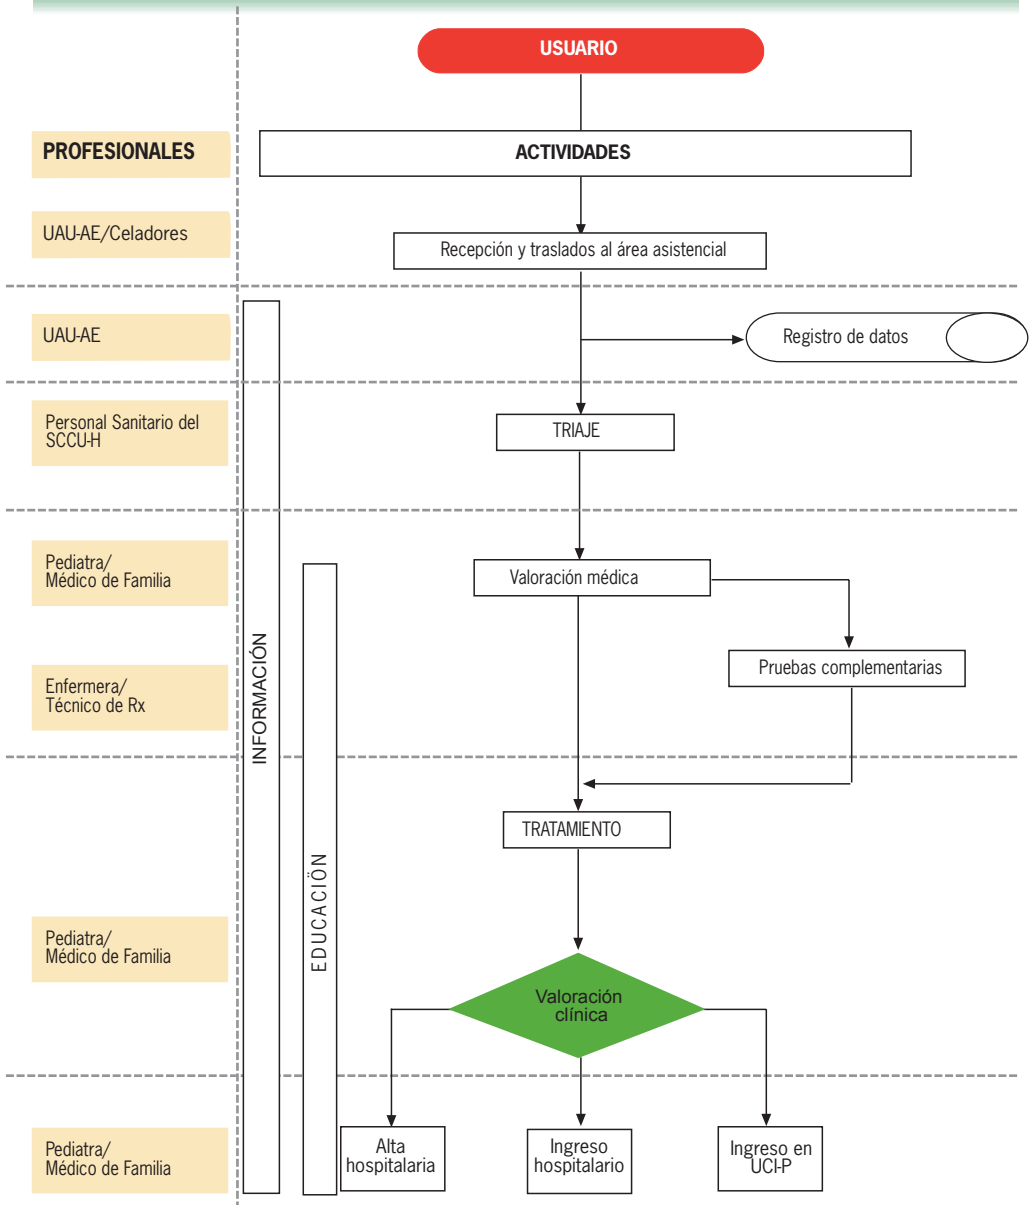 USUARIO
PROFESIONALES
ACTIVIDADES
UAU-AE/Celadores
Recepción y traslados al área asistencial
UAU-AE
Registro de datos
Personal Sanitario del
SCCU-H
TRIAJE
Pediatra/
Médico de Familia
Valoración médica
INFORMACIÓN
Pruebas complementarias
Enfermera/
Técnico de Rx
TRATAMIENTO
EDUCACIÖN
Pediatra/
Médico de Familia
Valoración
clínica
Pediatra/
Médico de Familia
Alta
hospitalaria
Ingreso
hospitalario
Ingreso en
UCI-P